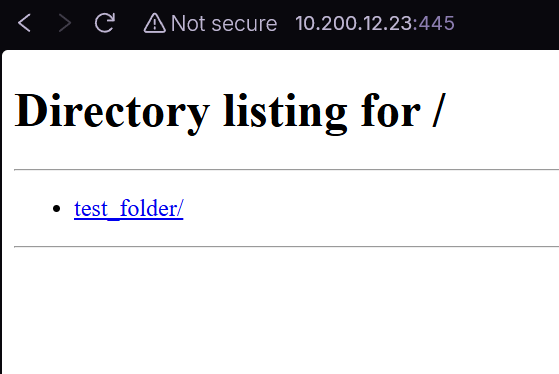 Not secure 10.200.12.23:445
Directory listing for /
test_folder/